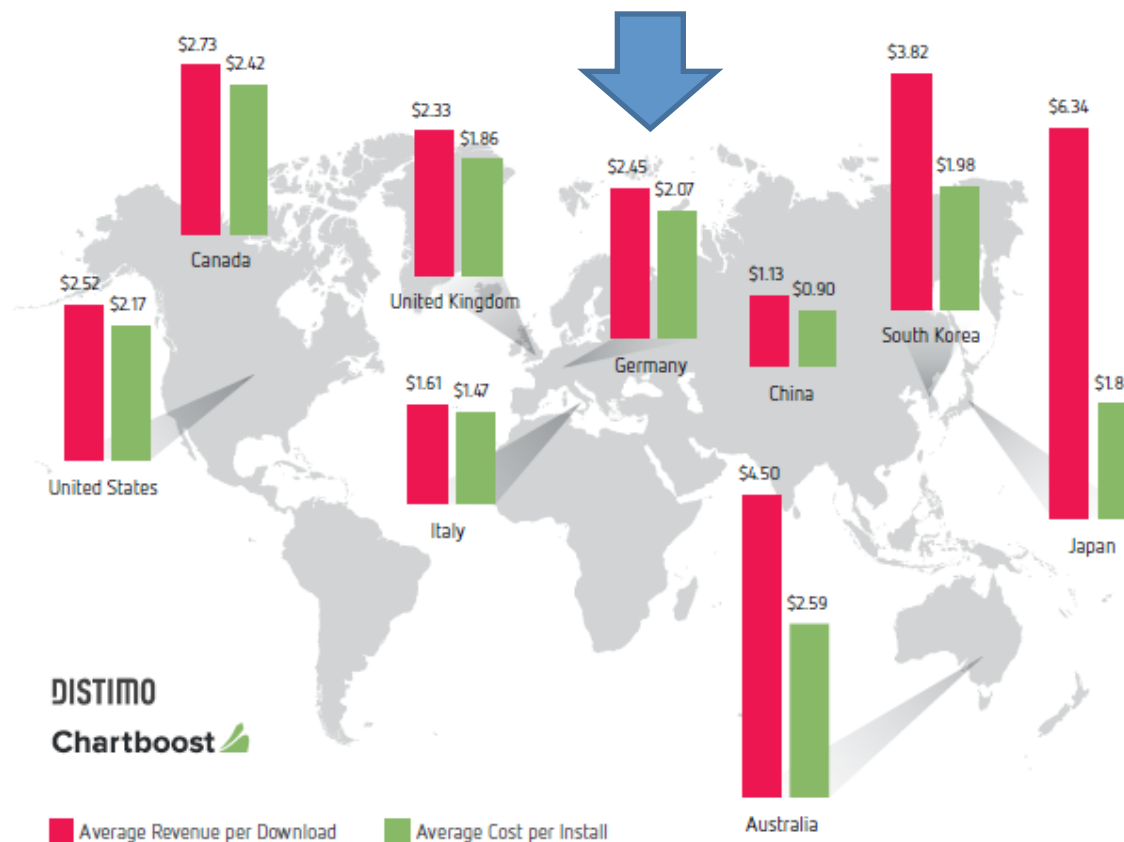 $2.73
$2.42
Canada
$2.33
$1.86
United Kingdom
$2.45
$2.07
Germany
$3.82
$1.98
South Korea
$6.34
$1.8
Japan
$2.52
$2.17
United States
$1.61
$1.47
Italy
$1.13
$0.90
China
$4.50
$2.59
Australia
DISTIMO
Chartboost
Average Revenue per Download
Average Cost per Install